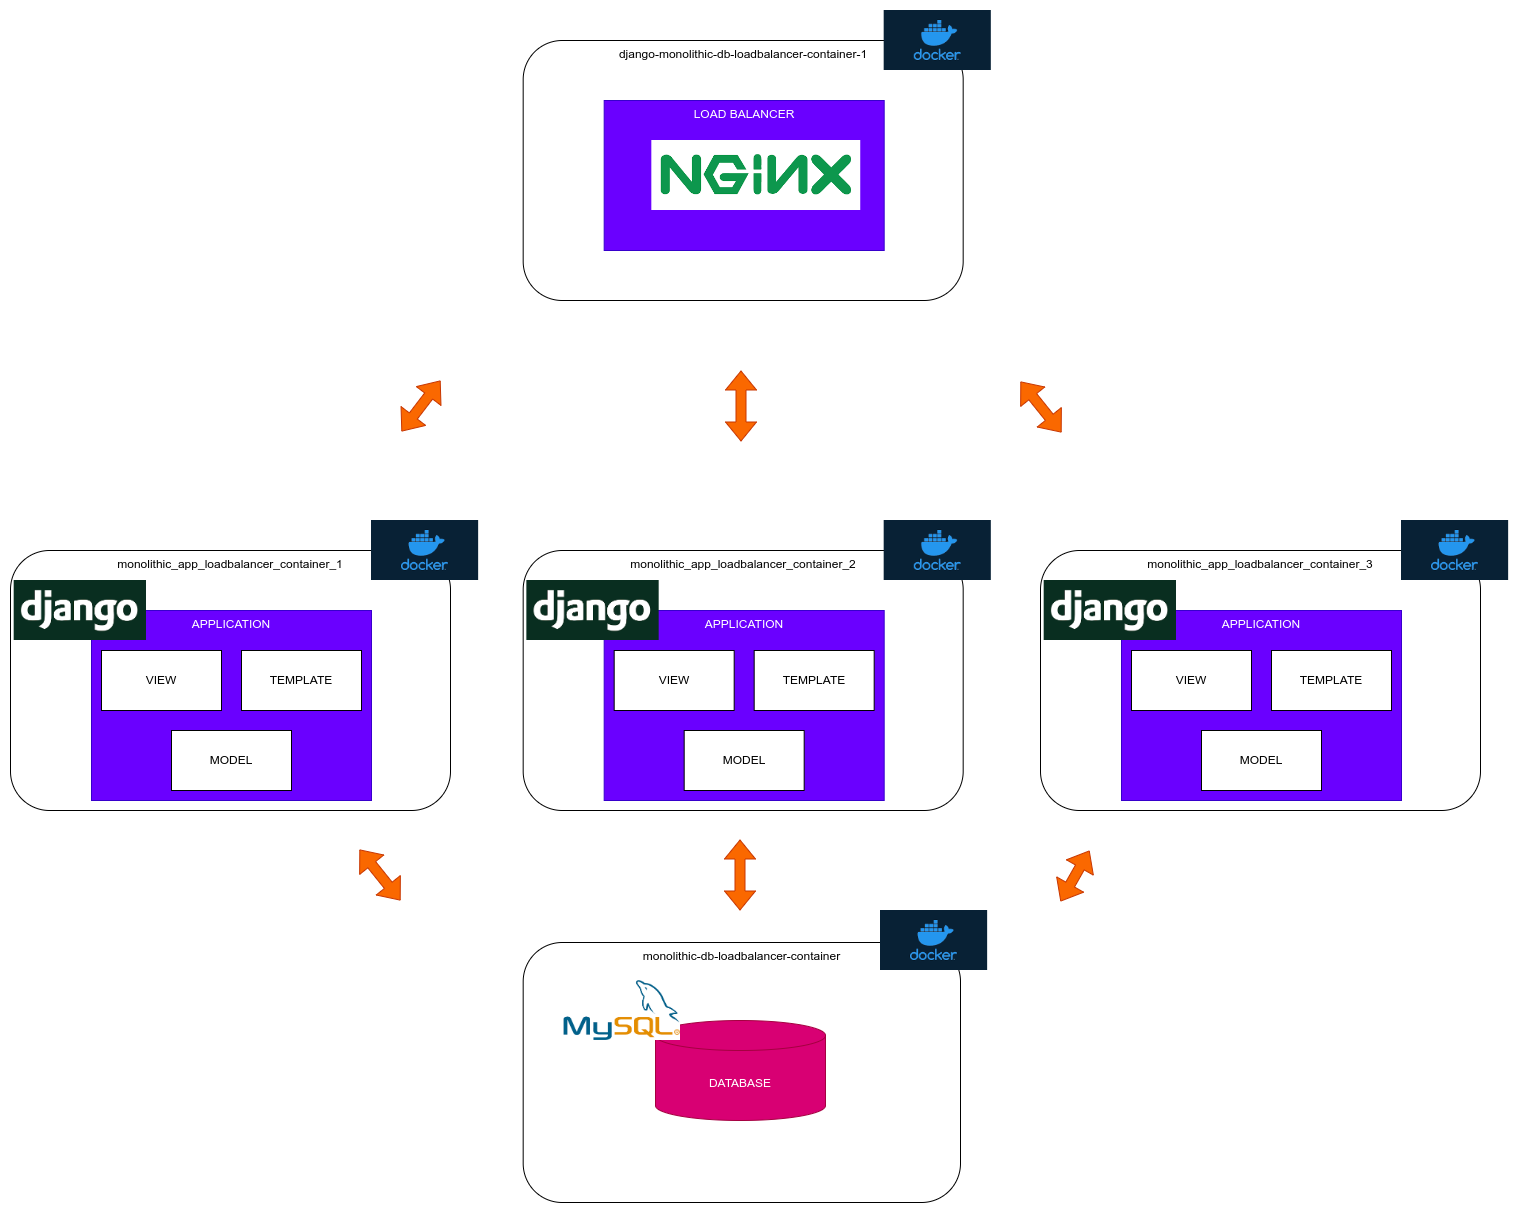 docker
django-monolithic-db-loadbalancer-container-1
LOAD BALANCER
NGINX
docker
docker
docker
monolithic_app_loadbalancer_container_1
monolithic_app_loadbalancer_container_2
monolithic_app_loadbalancer_container_3
django
django
django
APPLICATION
APPLICATION
APPLICATION
VIEW
TEMPLATE
VIEW
TEMPLATE
VIEW
TEMPLATE
MODEL
MODEL
MODEL
docker
monolithic-db-loadbalancer-container
MySQL
DATABASE